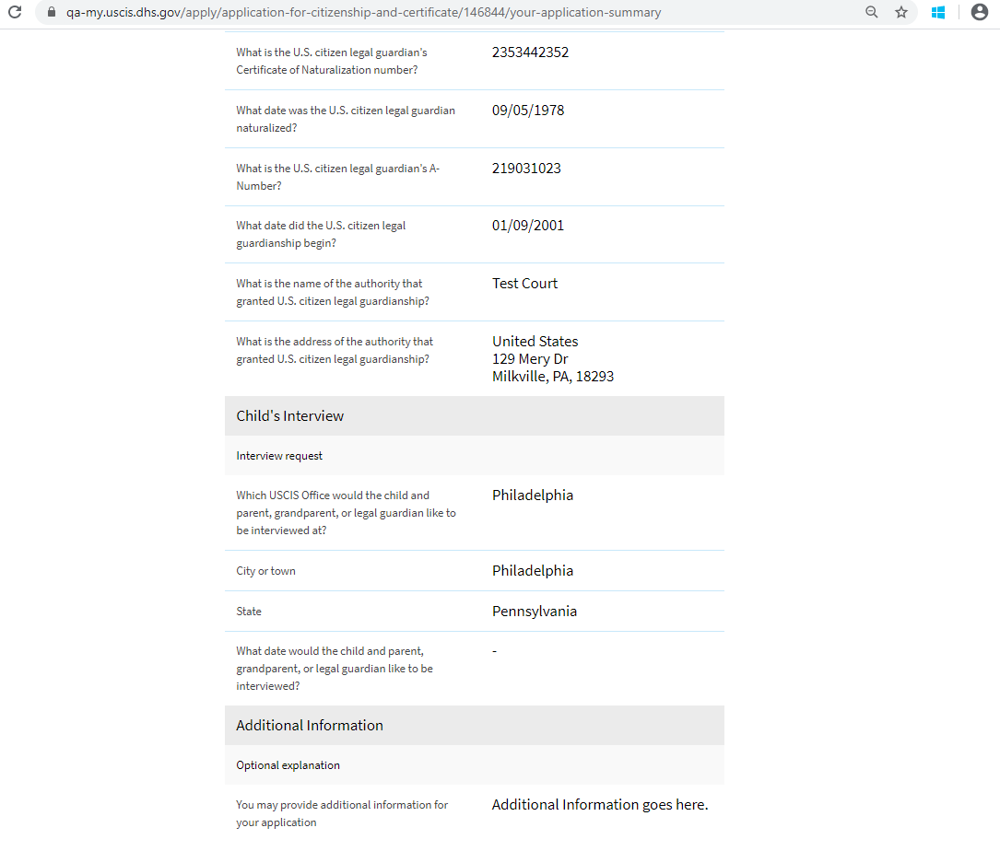 qa-my.uscis.dhs.gov/apply/application-for-citizenship-and-certificate/146844/your-application-summary
What is the U.S. citizen legal guardian's
Certificate of Naturalization number?
2353442352
What date was the U.S. citizen legal guardian
naturalized?
09/05/1978
What is the U.S. citizen legal guardian's A-
Number?
219031023
What date did the U.S. citizen legal
guardianship begin?
01/09/2001
What is the name of the authority that
granted U.S. citizen legal guardianship?
Test Court
What is the address of the authority that
granted U.S. citizen legal guardianship?
United States
129 Mery Dr
Milkville, PA, 18293
Child's Interview
Interview request
Which USCIS Office would the child and
parent, grandparent, or legal guardian like to
be interviewed at?
Philadelphia
City or town
Philadelphia
State
Pennsylvania
What date would the child and parent,
grandparent, or legal guardian like to be
interviewed?
-
Additional Information
Optional explanation
You may provide additional information for
your application
Additional Information goes here.